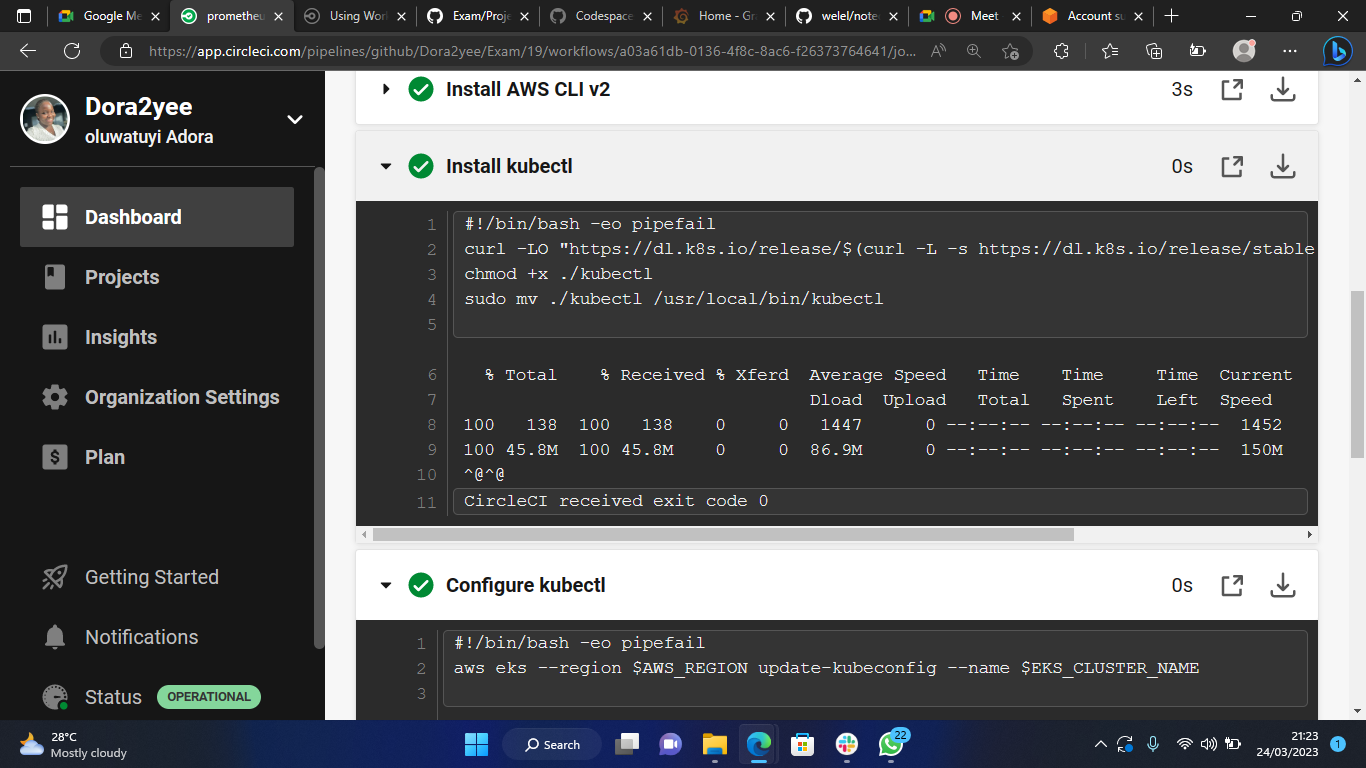 Google Me
prometheu
Using Wor
Exam/Proje
Codespace
Home - Gra
welel/note
Meet
Account su
https://app.circleci.com/pipelines/github/Dora2yee/Exam/19/workflows/a03a61db-0136-4f8c-8ac6-f26373764641/jo...
Dora2yee
oluwatuyi Adora
Dashboard
Projects
Insights
Organization Settings
Plan
Getting Started
Notifications
Status OPERATIONAL
Install AWS CLI v2 3s
Install kubectl 0s
1 #!/bin/bash -eo pipefail
2 curl -LO "https://dl.k8s.io/release/$(curl -L -s https://dl.k8s.io/release/stable
3 chmod +x ./kubectl
4 sudo mv ./kubectl /usr/local/bin/kubectl
5
6 % Total % Received % Xferd Average Speed Time Time Time Current
7 Dload Upload Total Spent Left Speed
8 100 138 100 138 0 0 1447 0 --:--:-- --:--:-- --:--:-- 1452
9 100 45.8M 100 45.8M 0 0 86.9M 0 --:--:-- --:--:-- --:--:-- 150M
10 ^@^@
11 CircleCI received exit code 0
Configure kubectl 0s
1 #!/bin/bash -eo pipefail
2 aws eks --region $AWS_REGION update-kubeconfig --name $EKS_CLUSTER_NAME
3
28°C
Mostly cloudy
Search
22
21:23
24/03/2023
1